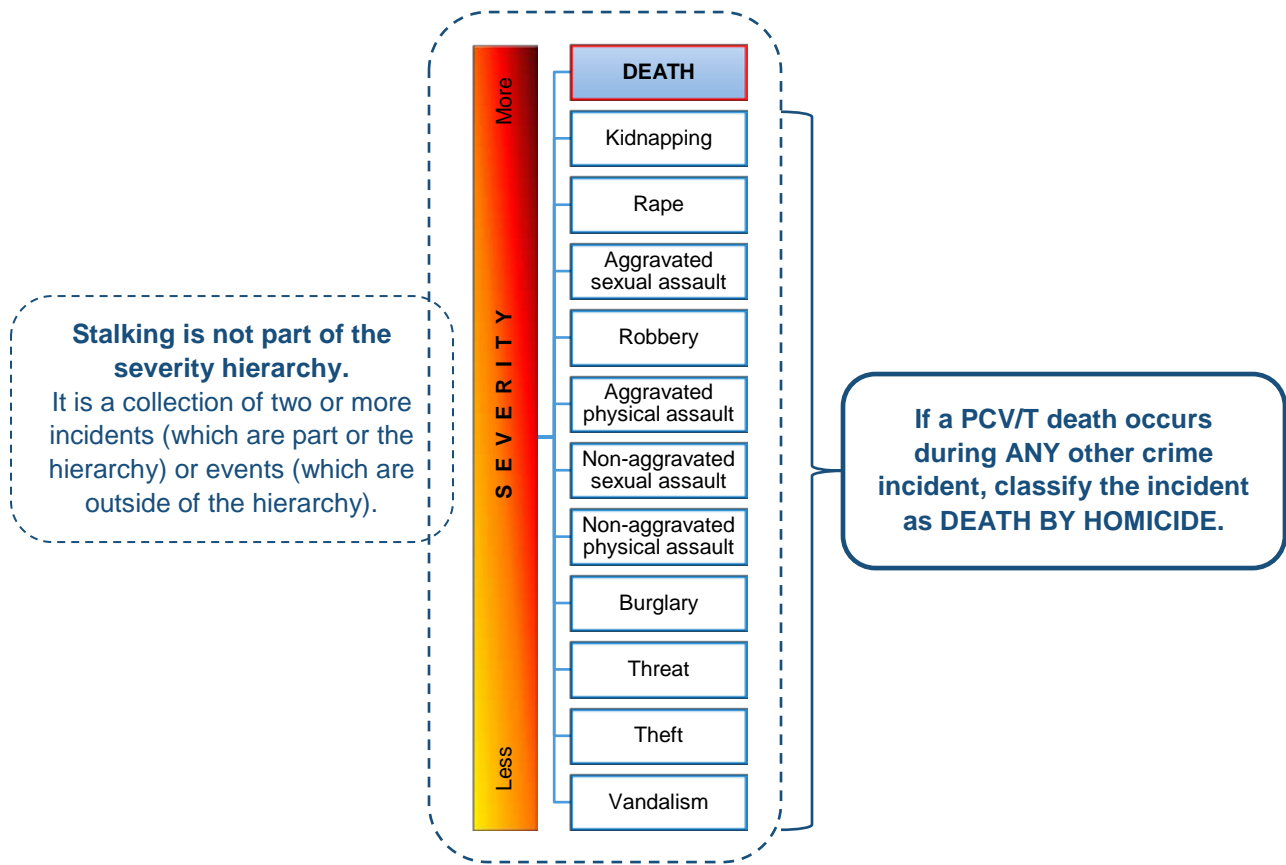 More
SEVERITY
Less
DEATH
Kidnapping
Rape
Aggravated
sexual assault
Robbery
Aggravated
physical assault
Non-aggravated
sexual assault
Non-aggravated
physical assault
Burglary
Threat
Theft
Vandalism
Stalking is not part of the
severity hierarchy.
It is a collection of two or more
incidents (which are part or the
hierarchy) or events (which are
outside of the hierarchy).
If a PCV/T death occurs
during ANY other crime
incident, classify the incident
as DEATH BY HOMICIDE.